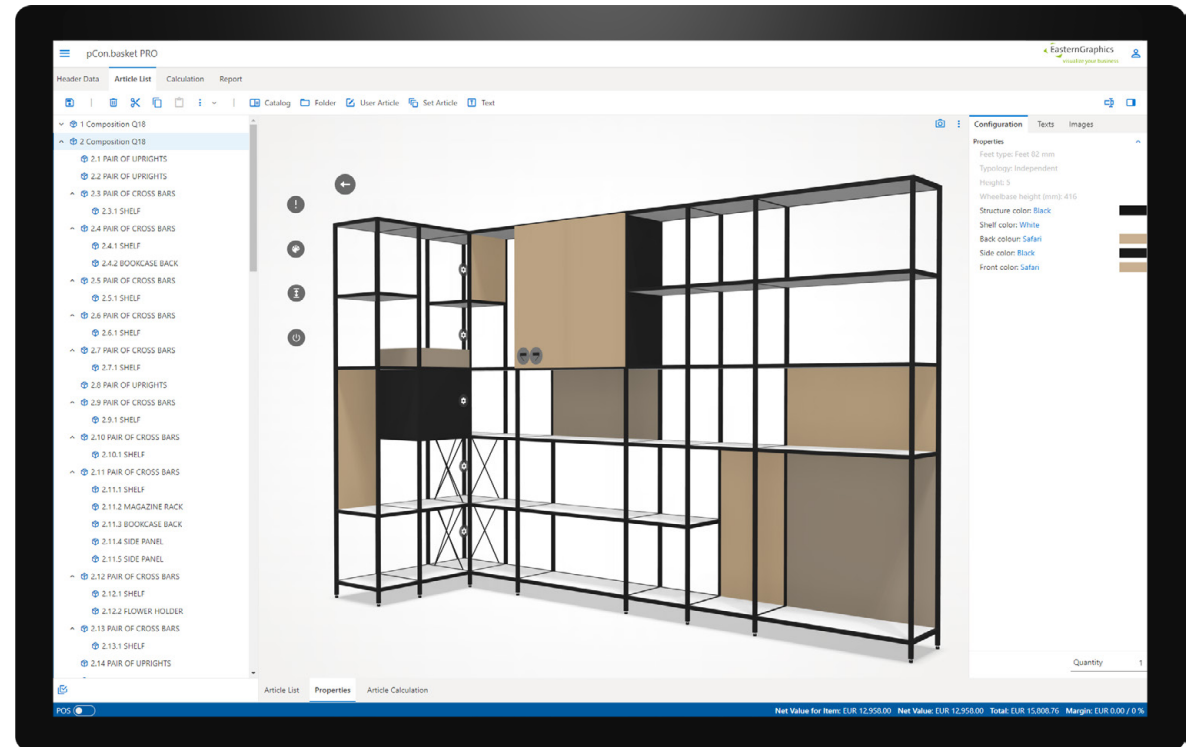 pCon.basket PRO
EasternGraphics
visualize your business
Header Data Article List Calculation Report
Catalog Folder User Article Set Article Text
1 Composition Q18
2 Composition Q18
2.1 PAIR OF UPRIGHTS
2.2 PAIR OF UPRIGHTS
2.3 PAIR OF CROSS BARS
2.3.1 SHELF
2.4 PAIR OF CROSS BARS
2.4.1 SHELF
2.4.2 BOOKCASE BACK
2.5 PAIR OF CROSS BARS
2.5.1 SHELF
2.6 PAIR OF CROSS BARS
2.6.1 SHELF
2.7 PAIR OF CROSS BARS
2.7.1 SHELF
2.8 PAIR OF UPRIGHTS
2.9 PAIR OF CROSS BARS
2.9.1 SHELF
2.10 PAIR OF CROSS BARS
2.10.1 SHELF
2.11 PAIR OF CROSS BARS
2.11.1 SHELF
2.11.2 MAGAZINE RACK
2.11.3 BOOKCASE BACK
2.11.4 SIDE PANEL
2.11.5 SIDE PANEL
2.12 PAIR OF CROSS BARS
2.12.1 SHELF
2.12.2 FLOWER HOLDER
2.13 PAIR OF CROSS BARS
2.13.1 SHELF
2.14 PAIR OF UPRIGHTS
Configuration Texts Images
Properties
Feet type: Feet 82 mm
Typology: Independent
Height: 5
Wheelbase height (mm): 416
Structure color: Black
Shelf color: White
Back colour: Safari
Side color: Black
Front color: Safari
Quantity 1
Article List Properties Article Calculation
POS
Net Value for Item: EUR 12,958.00 Net Value: EUR 12,958.00 Total: EUR 15,808.76 Margin: EUR 0.00 / 0 %